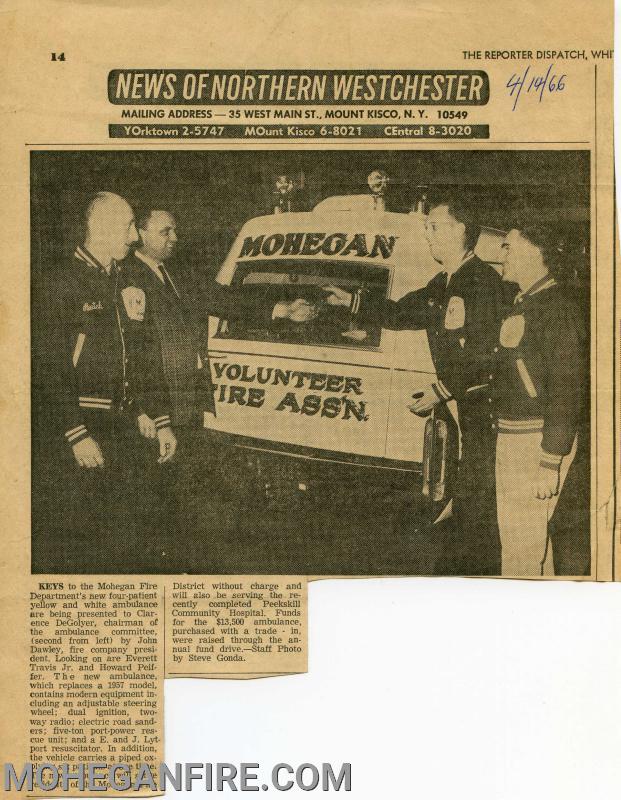 14
THE REPORTER DISPATCH, WHI
NEWS OF NORTHERN WESTCHESTER
4/14/66
MAILING ADDRESS — 35 WEST MAIN ST., MOUNT KISCO, N. Y. 10549
YOrktown 2-5747 MOunt Kisco 6-8021 CEntral 8-3020
MOHEGAN
VOLUNTEER
FIRE ASS'N.
KEYS to the Mohegan Fire
Department's new four-patient
yellow and white ambulance
are being presented to Clar-
ence DeGolyer, chairman of
the ambulance committee,
(second from left) by John
Dawley, fire company presi-
dent. Looking on are Everett
Travis Jr. and Howard Pelf-
fer. The new ambulance,
which replaces a 1957 model,
contains modern equipment in-
cluding an adjustable steering
wheel; dual ignition, two-
way radio; electric road sand-
ers; five-ton port-power res-
cue unit; and a E. and J. Lyt-
port resuscitator. In addition,
the vehicle carries a piped ox-
District without charge and
will also be serving the re-
cently completed Peekskill
Community Hospital. Funds
for the $13,500 ambulance,
purchased with a trade - in,
were raised through the an-
nual fund drive.—Staff Photo
by Steve Gonda.
MOHEGANFIRE.COM